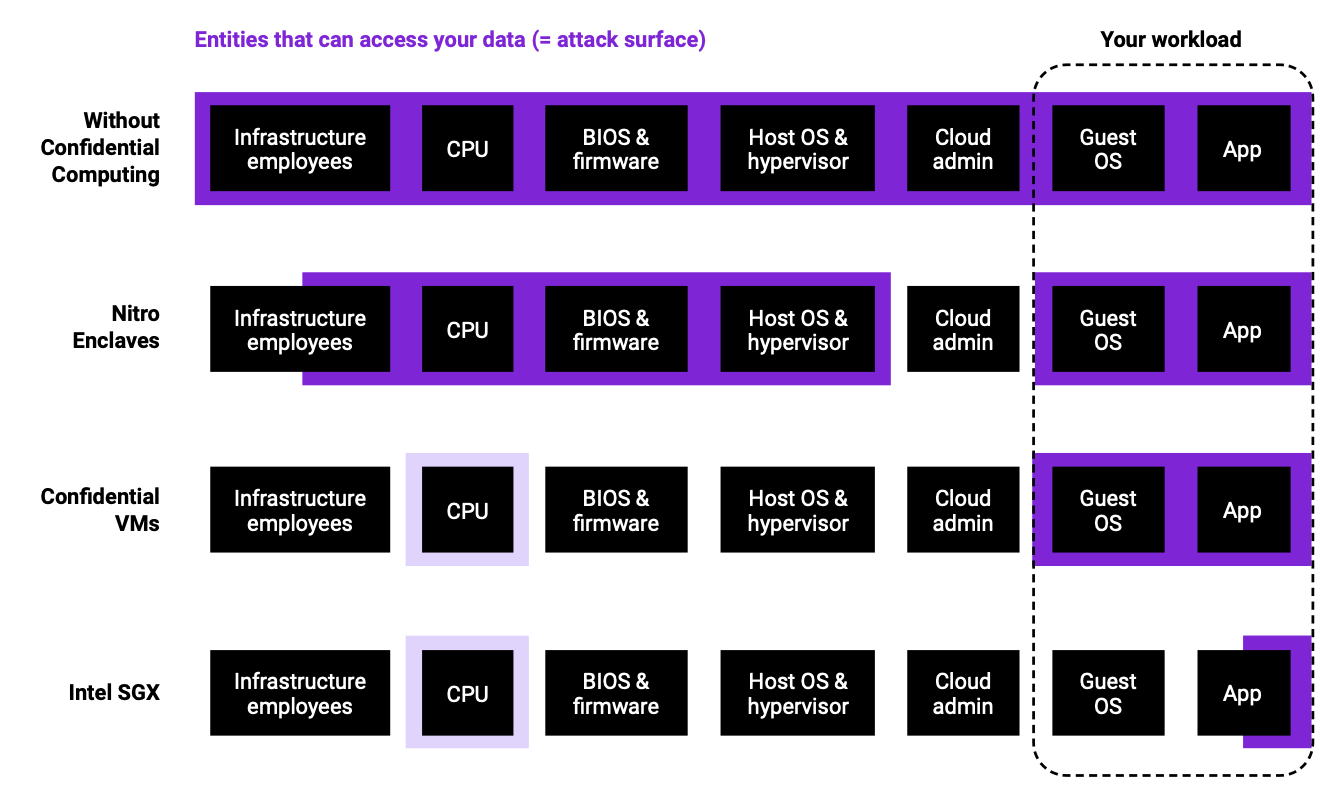 Entities that can access your data (= attack surface)
Your workload
Without
Confidential
Computing
Infrastructure
employees
CPU
BIOS &
firmware
Host OS &
hypervisor
Cloud
admin
Guest
OS
App
Nitro
Enclaves
Infrastructure
employees
CPU
BIOS &
firmware
Host OS &
hypervisor
Cloud
admin
Guest
OS
App
Confidential
VMs
Infrastructure
employees
CPU
BIOS &
firmware
Host OS &
hypervisor
Cloud
admin
Guest
OS
App
Intel SGX
Infrastructure
employees
CPU
BIOS &
firmware
Host OS &
hypervisor
Cloud
admin
Guest
OS
App